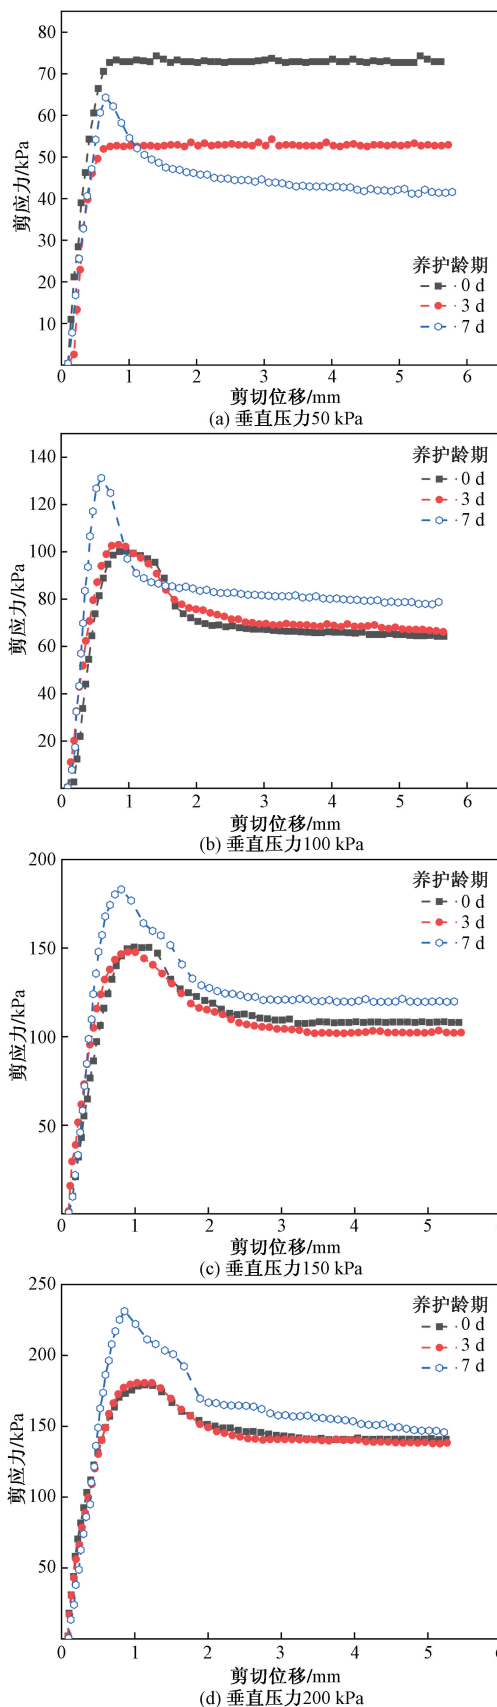 80
70
60
50
40
30
20
10
剪应力/kPa
养护龄期
0 d
3 d
7 d
0 1 2 3 4 5 6
剪切位移/mm
(a) 垂直压力50 kPa
140
120
100
80
60
40
20
剪应力/kPa
养护龄期
0 d
3 d
7 d
0 1 2 3 4 5 6
剪切位移/mm
(b) 垂直压力100 kPa
200
150
100
50
剪应力/kPa
养护龄期
0 d
3 d
7 d
0 1 2 3 4 5
剪切位移/mm
(c) 垂直压力150 kPa
250
200
150
100
50
剪应力/kPa
养护龄期
0 d
3 d
7 d
0 1 2 3 4 5
剪切位移/mm
(d) 垂直压力200 kPa